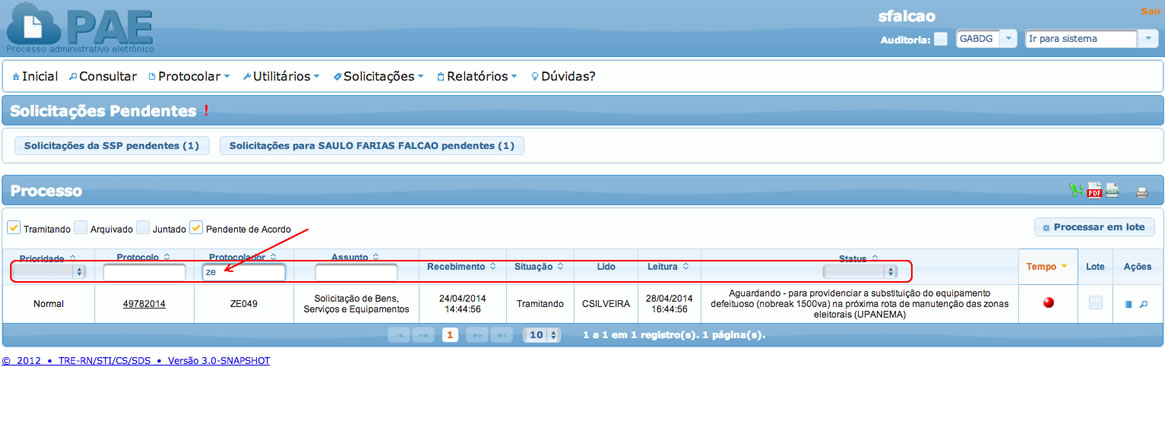 PAE
Processo administrativo eletrônico
sfalcao
Sair
Auditoria:
GABDG
Ir para sistema
Inicial Consultar Protocolar Utilitários Solicitações Relatórios Dúvidas?
Solicitações Pendentes !
Solicitações da SSP pendentes (1)
Solicitações para SAULO FARIAS FALCAO pendentes (1)
Processo
PDF
Tramitando Arquivado Juntado Pendente de Acordo
Processar em lote
Prioridade Protocolo Protocolador Assunto Recebimento Situação Lido Leitura Status Tempo Lote Ações
ze
Normal
49782014
ZE049
Solicitação de Bens,
Serviços e Equipamentos
24/04/2014
14:44:56
Tramitando
CSILVEIRA
28/04/2014
16:44:56
Aguardando - para providenciar a substituição do equipamento
defeituoso (nobreak 1500va) na próxima rota de manutenção das zonas
eleitorais (UPANEMA)
1
10
1 a 1 em 1 registro(s). 1 página(s).
© 2012 • TRE-RN/STI/CS/SDS • Versão 3.0-SNAPSHOT